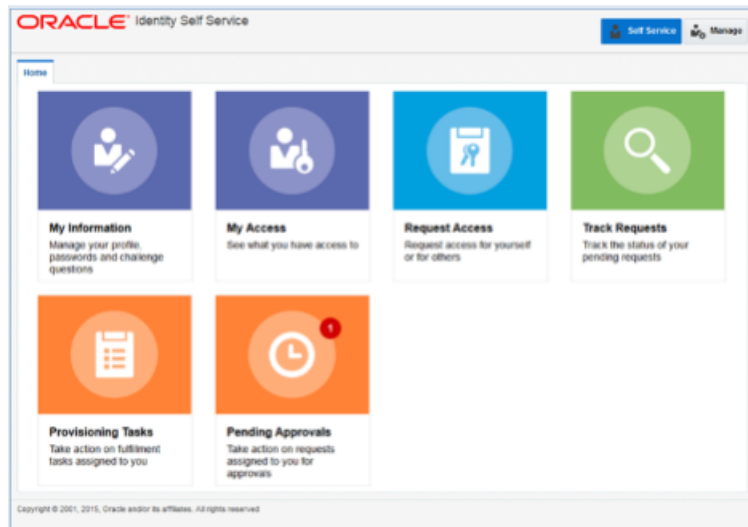 ORACLE® Identity Self Service
Self Service
Manage
Home
My Information
Manage your profile,
passwords and challenge
questions
My Access
See what you have access to
Request Access
Request access for yourself
or for others
Track Requests
Track the status of your
pending requests
1
Provisioning Tasks
Take action on fulfillment
tasks assigned to you
Pending Approvals
Take action on requests
assigned to you for
approvals
Copyright © 2001, 2015, Oracle and/or its affiliates. All rights reserved